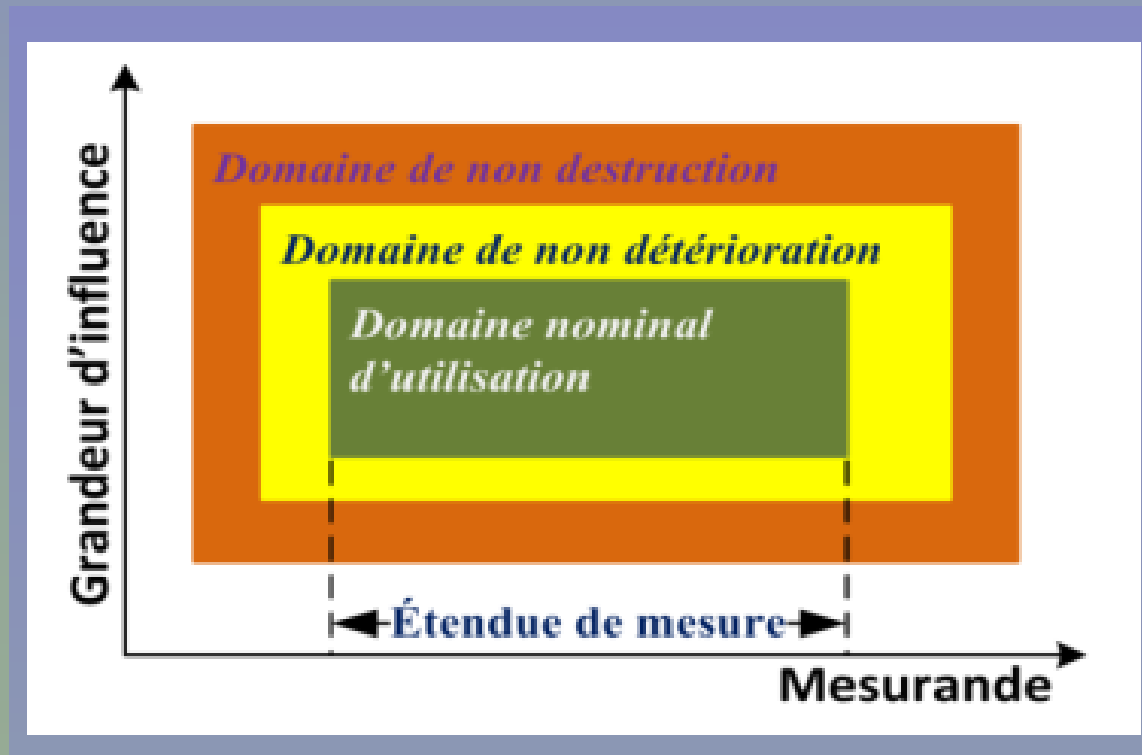 Grandeur d'influence
Domaine de non destruction
Domaine de non détérioration
Domaine nominal
d'utilisation
Étendue de mesure
Mesurande